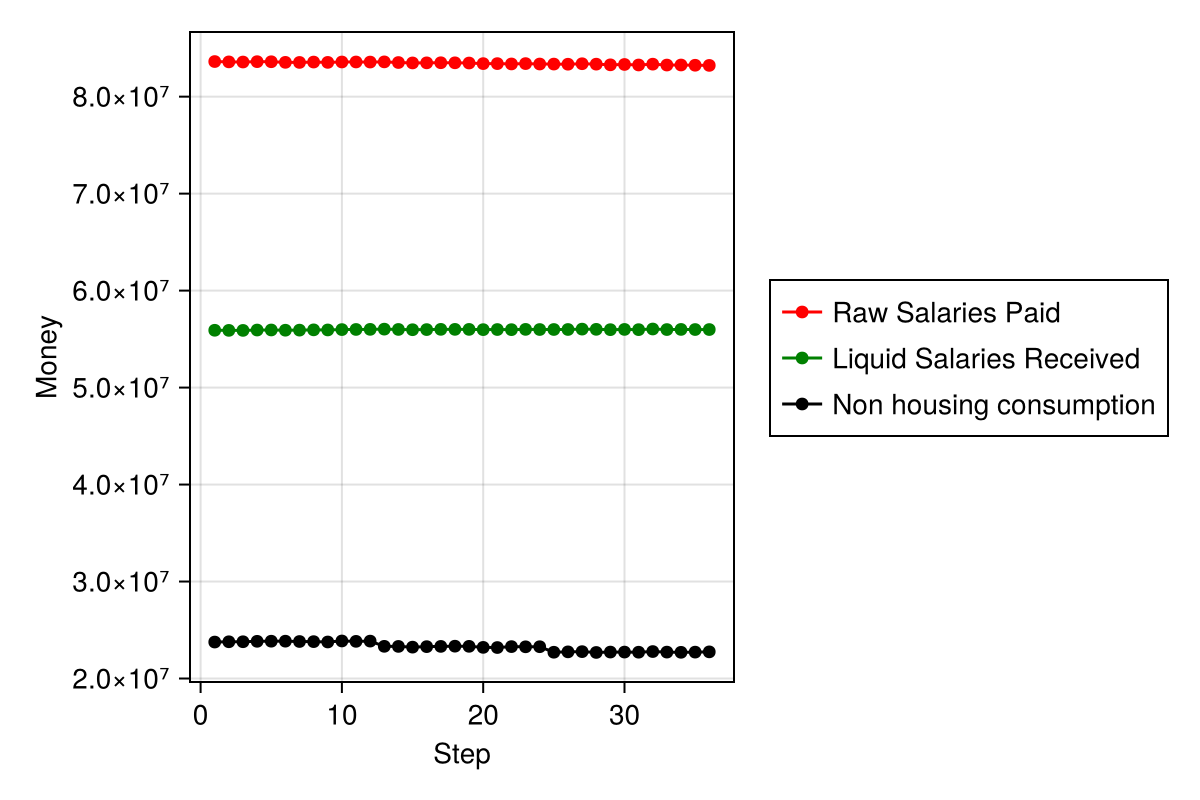 8.0×10⁷
7.0×10⁷
6.0×10⁷
5.0×10⁷
4.0×10⁷
3.0×10⁷
2.0×10⁷
Money
0 10 20 30
Step
Raw Salaries Paid
Liquid Salaries Received
Non housing consumption